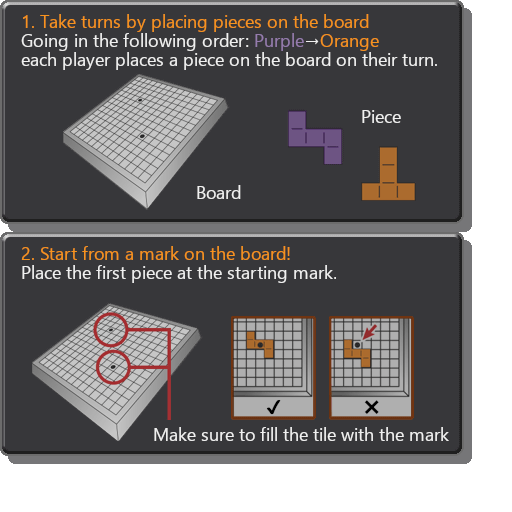 1. Take turns by placing pieces on the board
Going in the following order: Purple→Orange
each player places a piece on the board on their turn.
Piece
Board
2. Start from a mark on the board!
Place the first piece at the starting mark.
Make sure to fill the tile with the mark